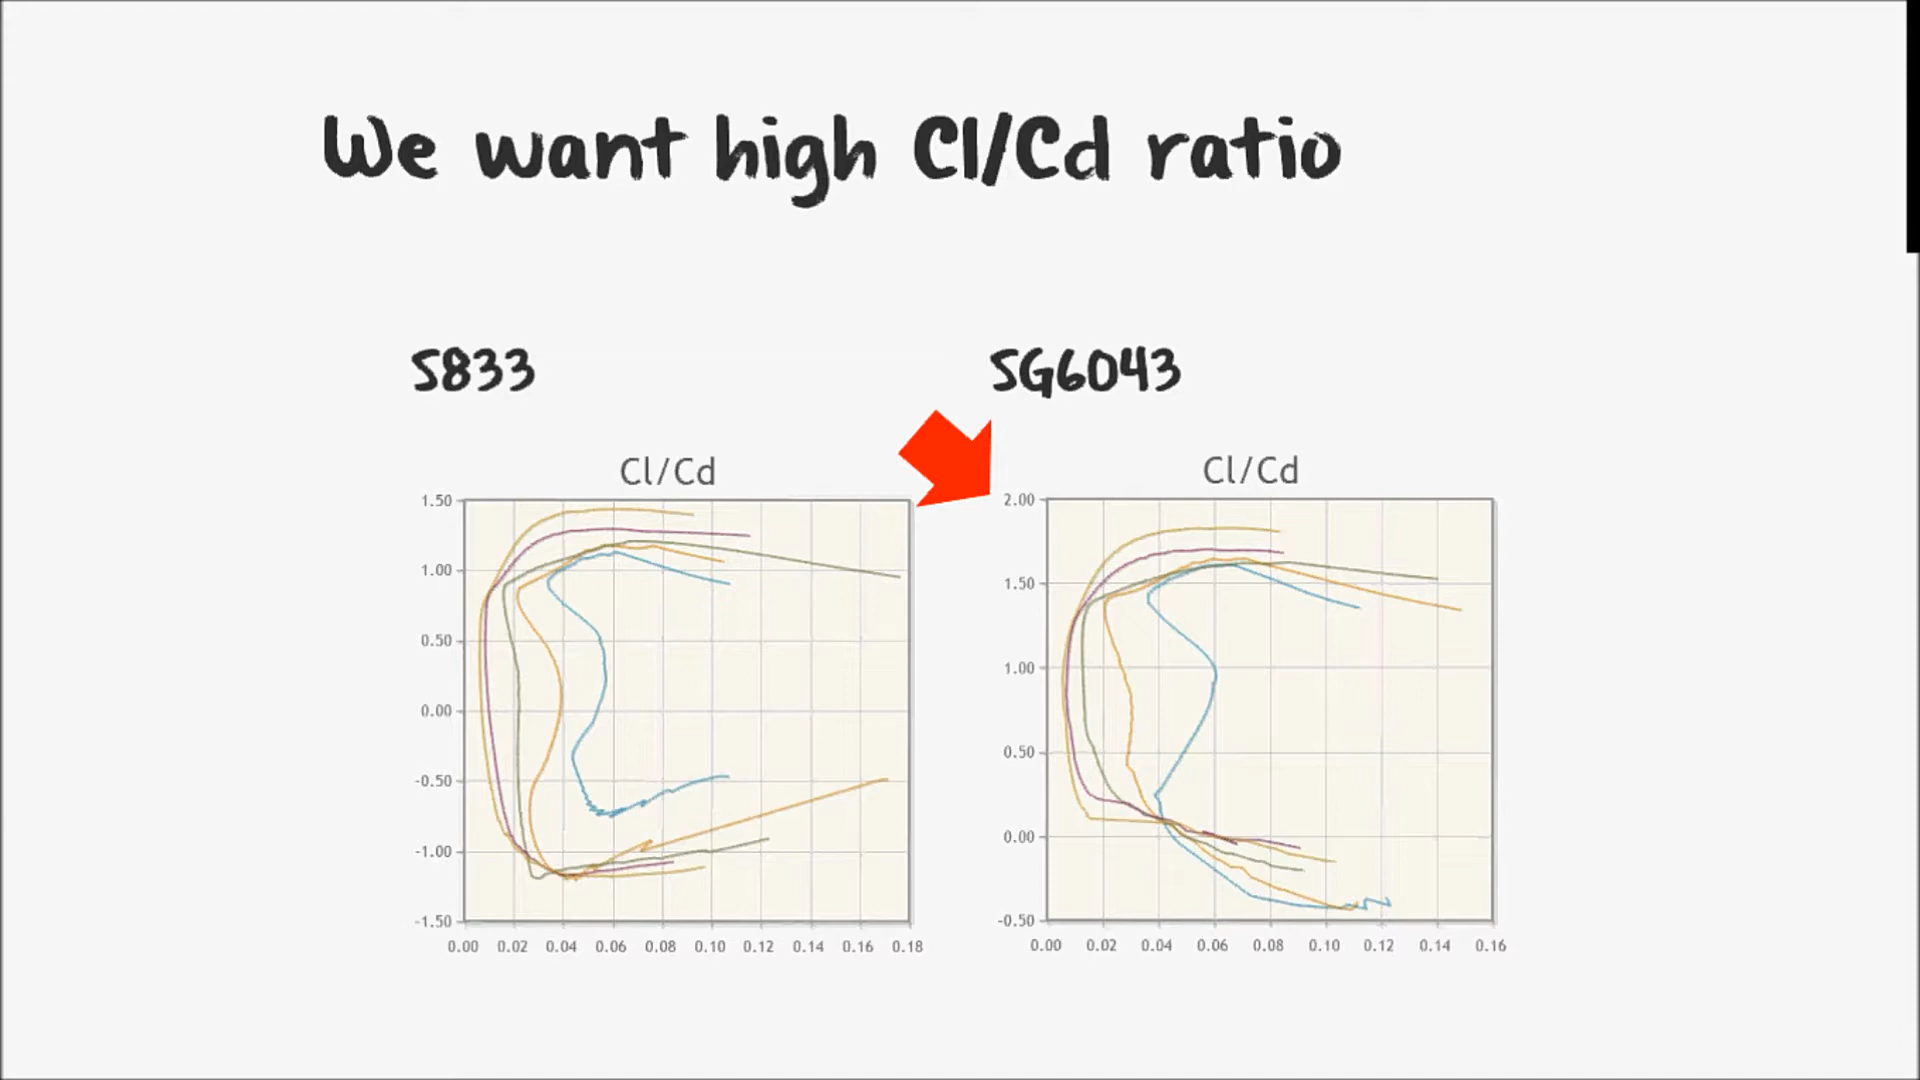 We want high Cl/Cd ratio
S833
SG6043
Cl/Cd
1.50
1.00
0.50
0.00
-0.50
-1.00
-1.50
0.00 0.02 0.04 0.06 0.08 0.10 0.12 0.14 0.16 0.18
Cl/Cd
2.00
1.50
1.00
0.50
0.00
-0.50
0.00 0.02 0.04 0.06 0.08 0.10 0.12 0.14 0.16